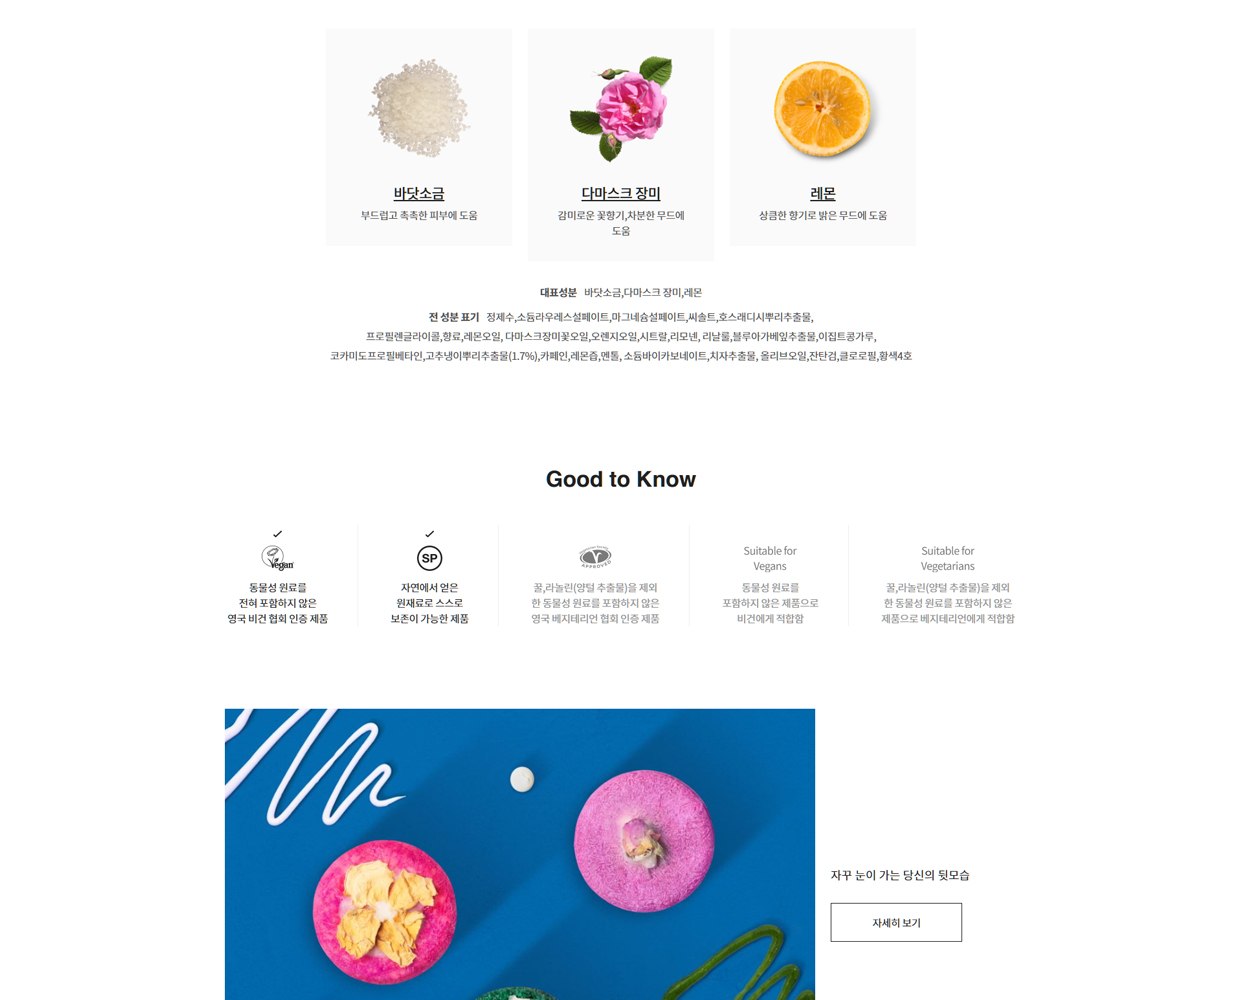 바닷소금
부드럽고 촉촉한 피부에 도움
다마스크 장미
감미로운 꽃향기,차분한 무드에
도움
레몬
상큼한 향기로 밝은 무드에 도움
대표성분 바닷소금,다마스크 장미,레몬
전 성분 표기 정제수,소듐라우레스설페이트,마그네슘설페이트,씨솔트,호스래디시뿌리추출물,
프로필렌글라이콜,향료,레몬오일, 다마스크장미꽃오일,오렌지오일,시트랄,리모넨, 리날룰,블루아가베잎추출물,이집트콩가루,
코카미도프로필베타인,고추냉이뿌리추출물(1.7%),카페인,레몬즙,멘톨, 소듐바이카보네이트,치자추출물, 올리브오일,잔탄검,클로로필,황색4호
Good to Know
Vegan
동물성 원료를
전혀 포함하지 않은
영국 비건 협회 인증 제품
SP
자연에서 얻은
원재료로 스스로
보존이 가능한 제품
V
APPROVED
꿀,라놀린(양털 추출물)을 제외
한 동물성 원료를 포함하지 않은
영국 베지테리언 협회 인증 제품
Suitable for
Vegans
동물성 원료를
포함하지 않은 제품으로
비건에게 적합함
Suitable for
Vegetarians
꿀,라놀린(양털 추출물)을 제외
한 동물성 원료를 포함하지 않은
제품으로 베지테리언에게 적합함
자꾸 눈이 가는 당신의 뒷모습
자세히 보기